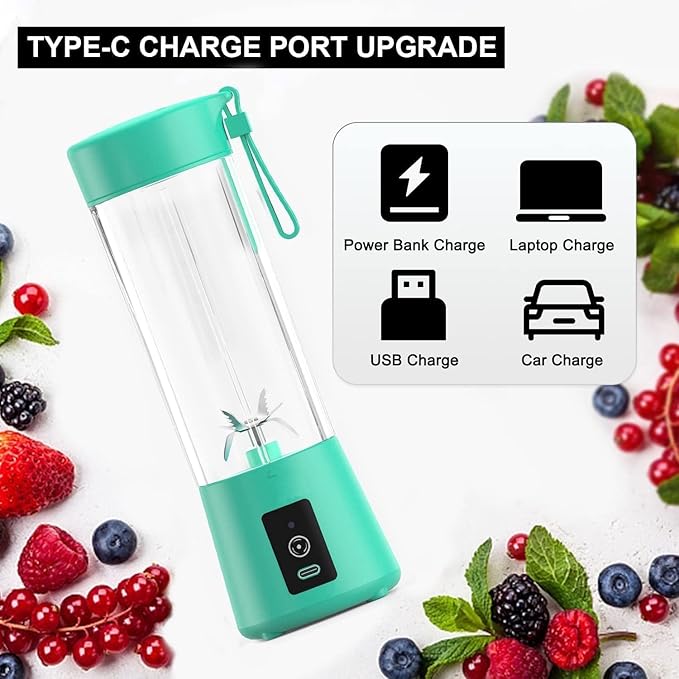 TYPE-C CHARGE PORT UPGRADE
Power Bank Charge
Laptop Charge
USB Charge
Car Charge